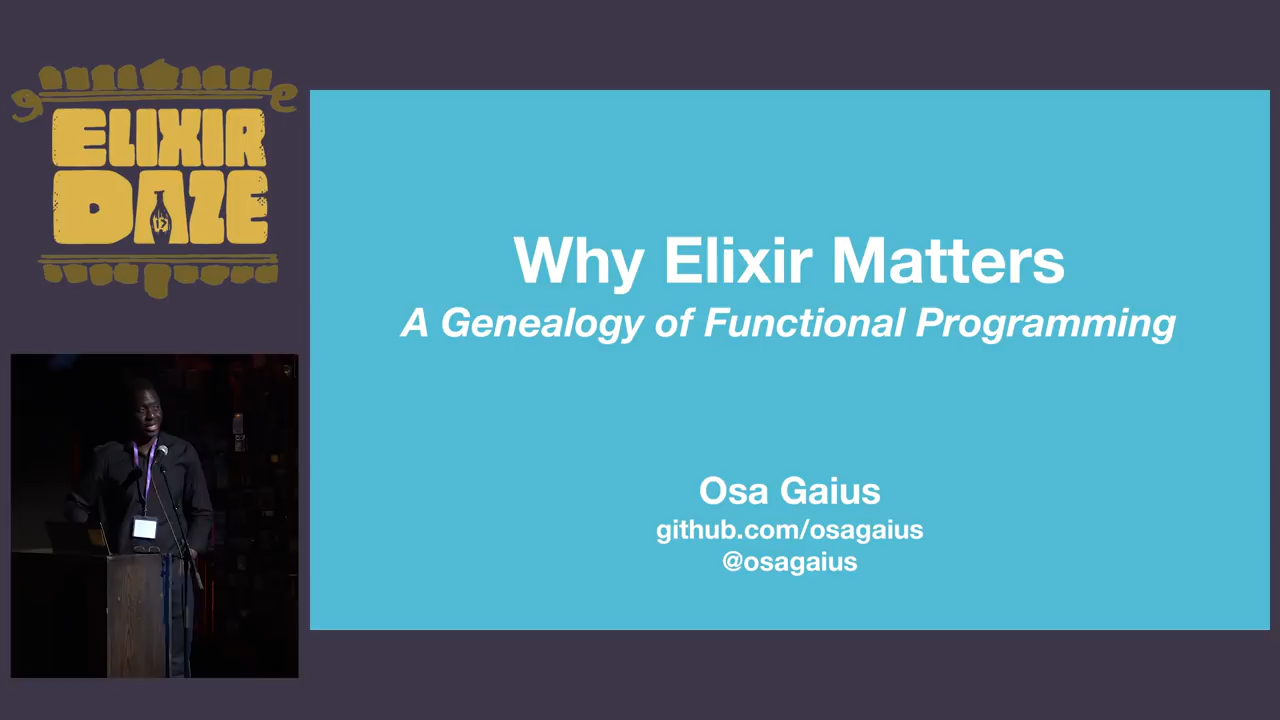 ELIXIR
DAZE
Why Elixir Matters
A Genealogy of Functional Programming
Osa Gaius
github.com/osagaius
@osagaius